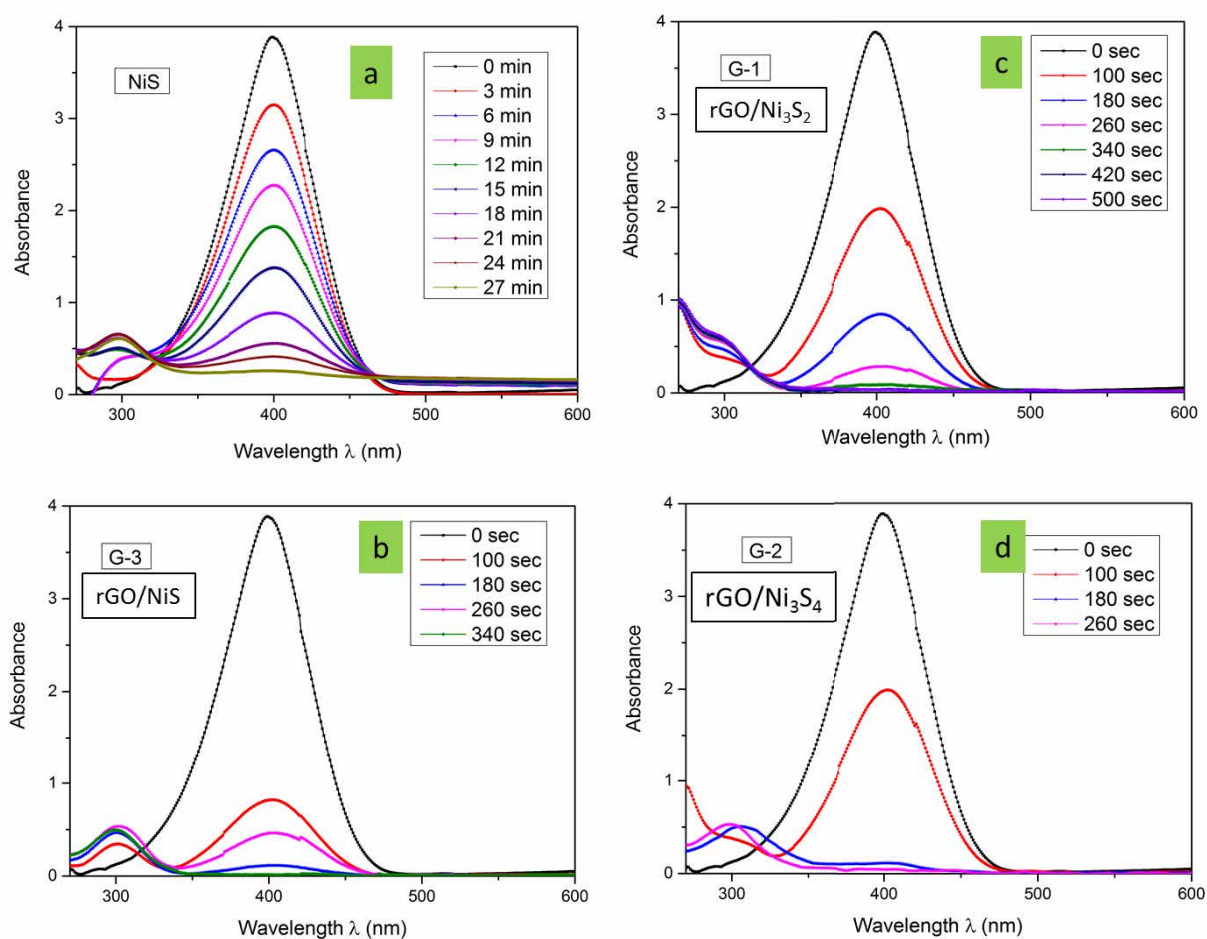 a
NiS
0 min
3 min
6 min
9 min
12 min
15 min
18 min
21 min
24 min
27 min
Absorbance
4
3
2
1
0
300
400
500
600
Wavelength λ (nm)
c
G-1
rGO/Ni₃S₂
0 sec
100 sec
180 sec
260 sec
340 sec
420 sec
500 sec
Absorbance
4
3
2
1
0
300
400
500
600
Wavelength λ (nm)
b
G-3
rGO/NiS
0 sec
100 sec
180 sec
260 sec
340 sec
Absorbance
4
3
2
1
0
300
400
500
600
Wavelength λ (nm)
d
G-2
rGO/Ni₃S₄
0 sec
100 sec
180 sec
260 sec
Absorbance
4
3
2
1
0
300
400
500
600
Wavelength λ (nm)